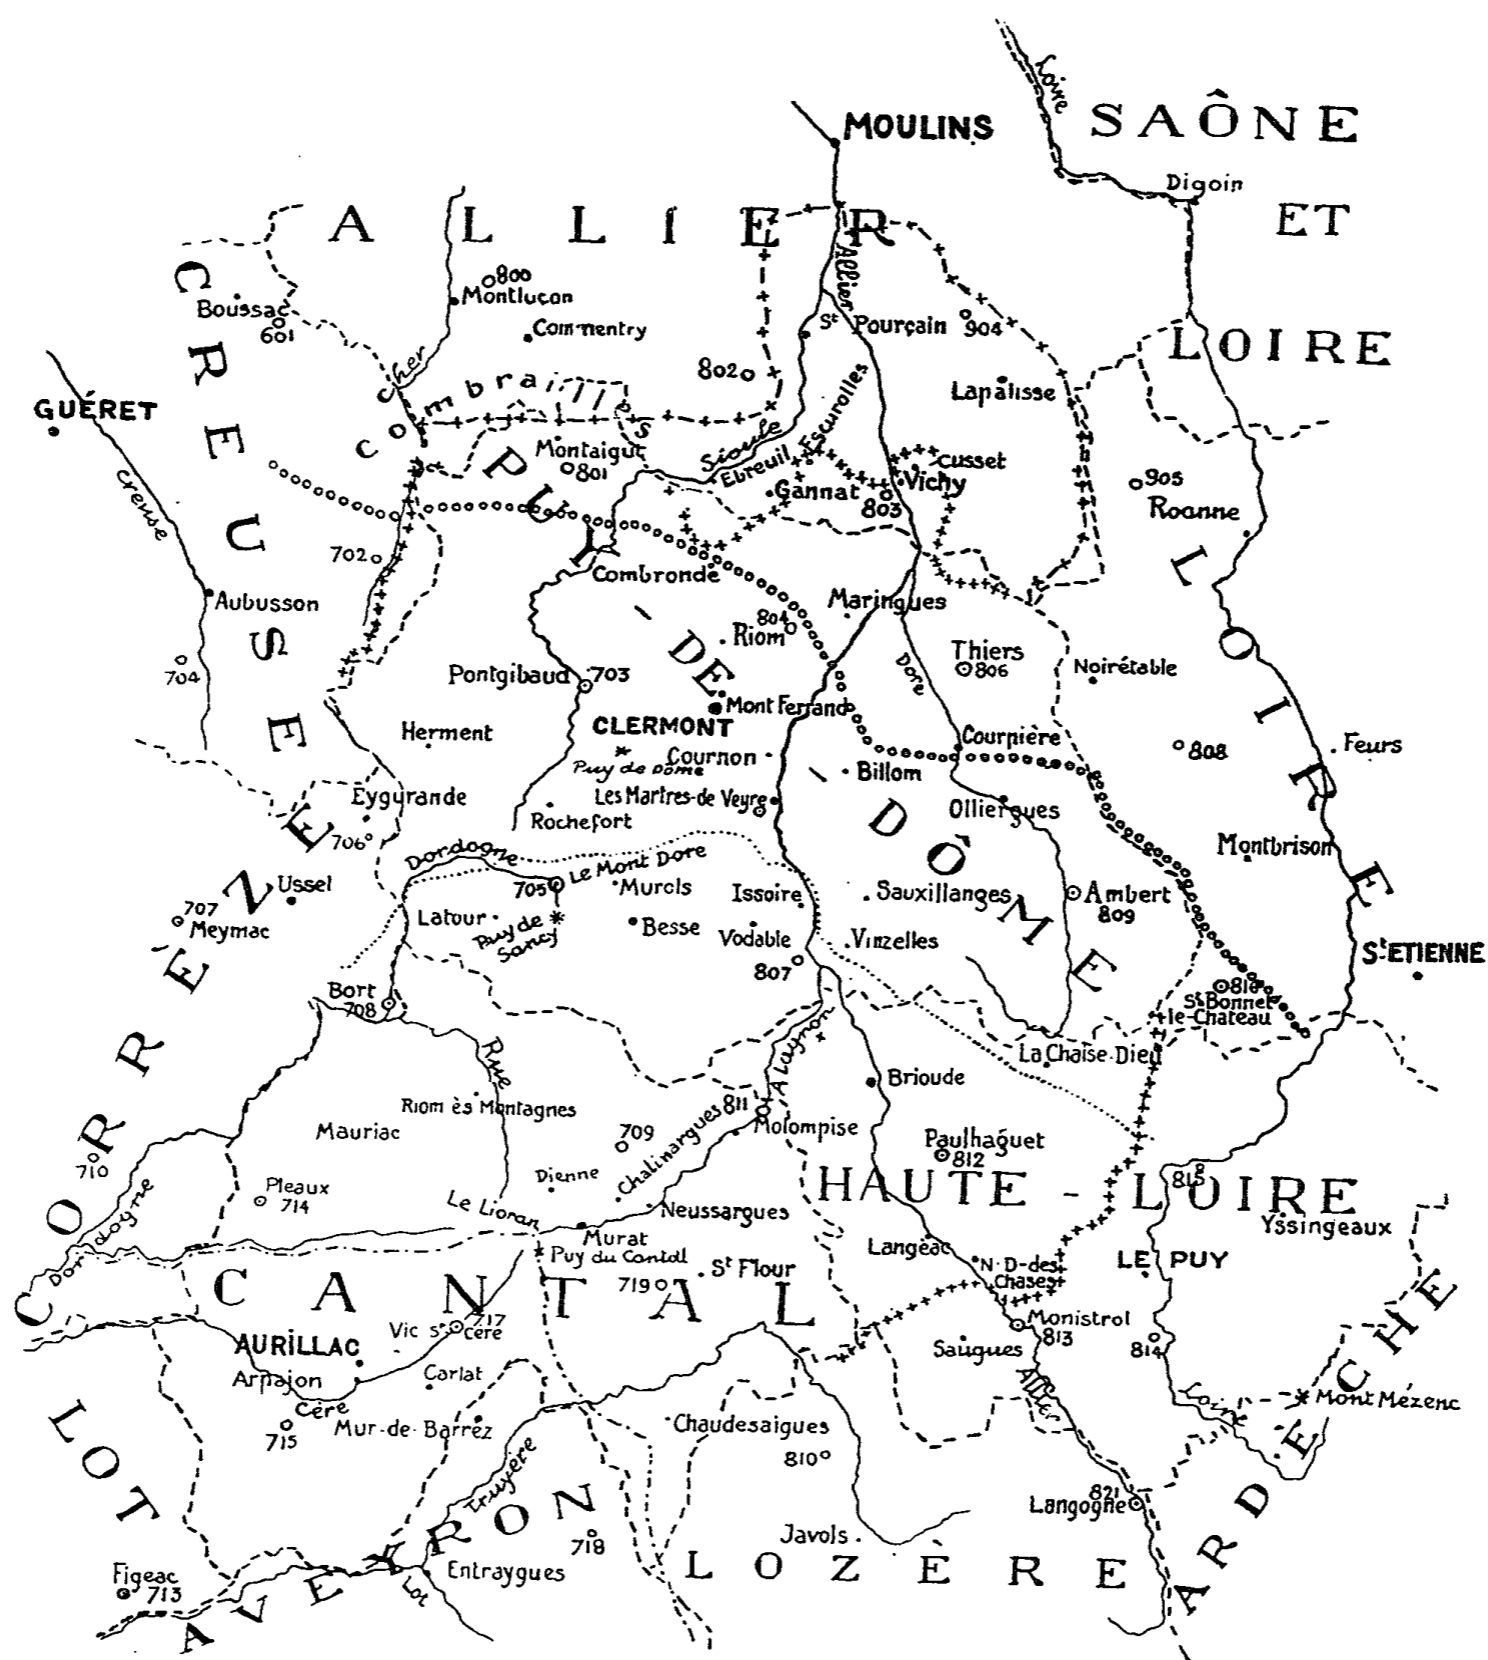 Loire
SAÔNE
MOULINS
Digoin
ALLIER
ET
CREUSE
Allier
800
Montluçon
Boussac
601
Commentry
St Pourçain
904
LOIRE
Cher
802
Combrailles
Lapalisse
GUÉRET
Escurolles
Sioule
Montaigut
801
Ebreuil
Cusset
Gannat
Vichy
803
905
Roanne
Creuse
PUY-DE-DÔME
702
Combronde
LOIRE
Aubusson
Maringues
804
Riom
Thiers
806
Noirétable
704
Pontgibaud
703
Dore
Mont Ferrand
CLERMONT
Herment
Cournon
Courpière
808
Feurs
Puy de Dôme
Billom
Eygurande
Les Martres-de Veyre
Olliergues
Rochefort
706
Montbrison
Dordogne
Le Mont Dore
705
CORRÈZE
Ussel
Murols
Issoire
Sauxillanges
Ambert
809
707
Meymac
Latour
Puy de Sancy
Besse
Vodable
Vinzelles
St ETIENNE
807
Bort
708
810
St Bonnet
le-Chateau
Alagnon
Rue
La Chaise-Dieu
Brioude
Riom ès Montagnes
811
Mauriac
709
Molompise
Chalinargues
Paulhaguet
812
710
Dienne
HAUTE-LOIRE
815
Pleaux
714
Le Lioran
Neussargues
Yssingeaux
Dordogne
Murat
Langeac
Puy du Cantal
N-D-des
Chases
LE PUY
St Flour
719
CANTAL
717
Monistrol
813
Vic s. Cère
AURILLAC
Saugues
814
Arpajon
Carlat
Allier
Loire
Mont Mézenc
ARDÈCHE
Cère
715
Mur-de-Barrez
Chaudesaigues
LOT
810
Truyère
821
Langogne
AVEYRON
718
Javols
LOZÈRE
Figeac
713
Entraygues
Lot